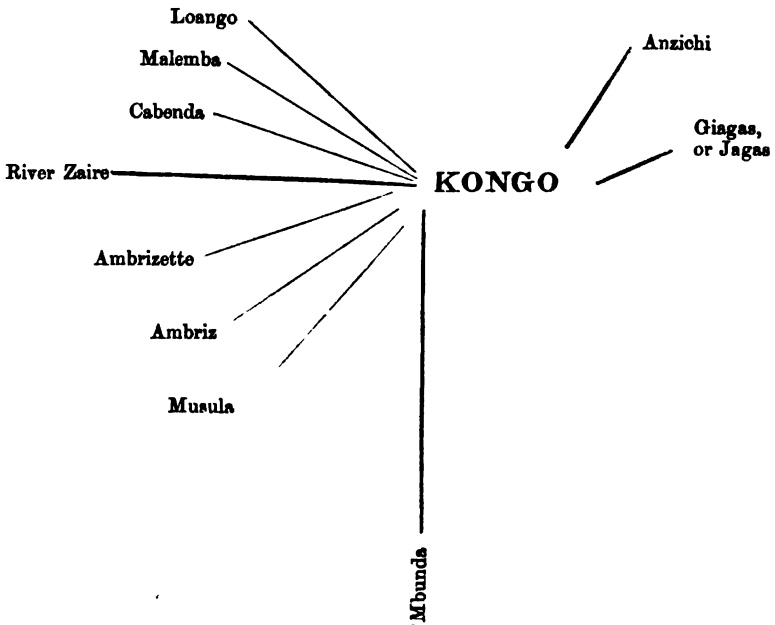 Loango
Anzichi
Malemba
Cabenda
Giagas,
or Jagas
River Zaire
KONGO
Ambrizette
Ambriz
Musula
Mbunda